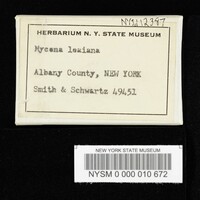 HERBARIUM N. Y. STATE MUSEUM
Mycena leaiana
Albany County, NEW YORK
Smith & Schwartz 49451
NEW YORK STATE MUSEUM
NYSM 0 000 010 672